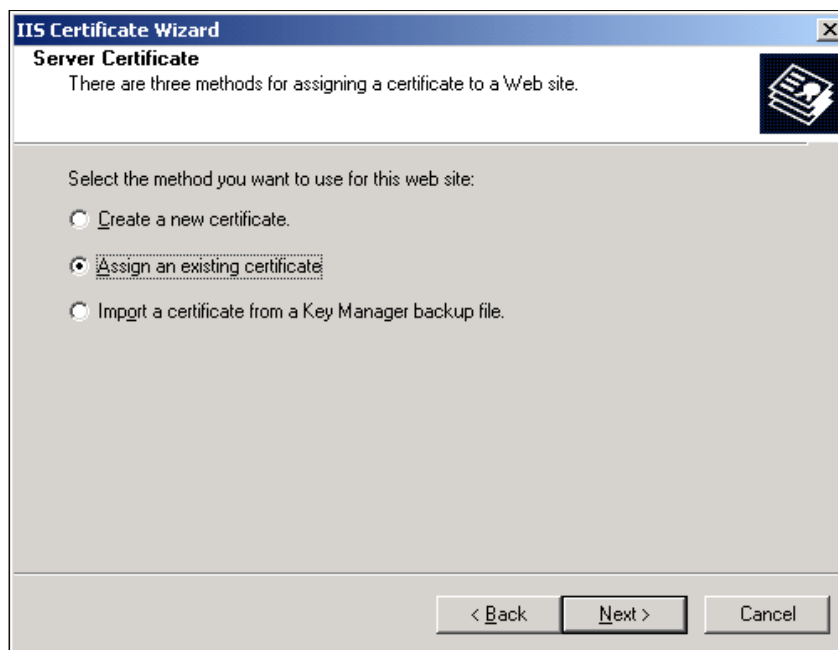 IIS Certificate Wizard
Server Certificate
There are three methods for assigning a certificate to a Web site.
Select the method you want to use for this web site:
Create a new certificate.
Assign an existing certificate
Import a certificate from a Key Manager backup file.
< Back Next > Cancel